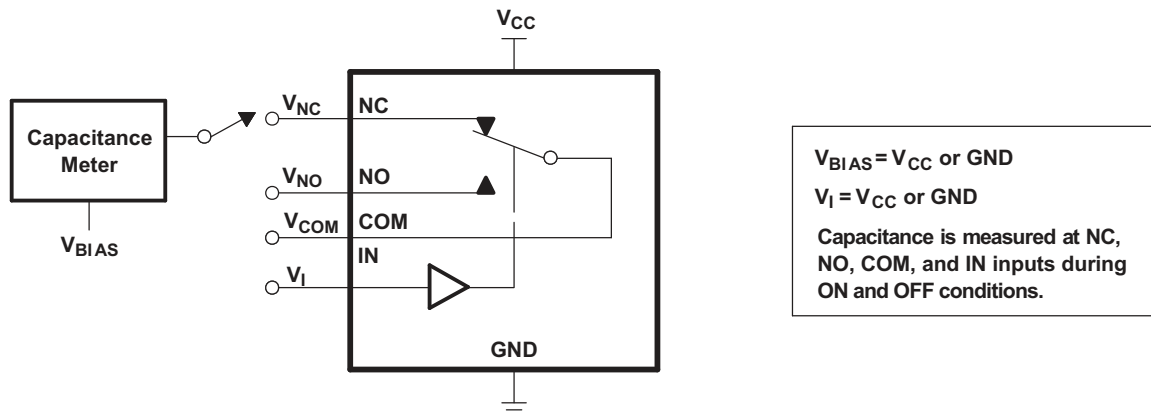 VCC
VNC
NC
Capacitance
Meter
VBIAS = VCC or GND
VNO
NO
VI = VCC or GND
VCOM
COM
Capacitance is measured at NC,
VBIAS
IN
NO, COM, and IN inputs during
VI
ON and OFF conditions.
GND